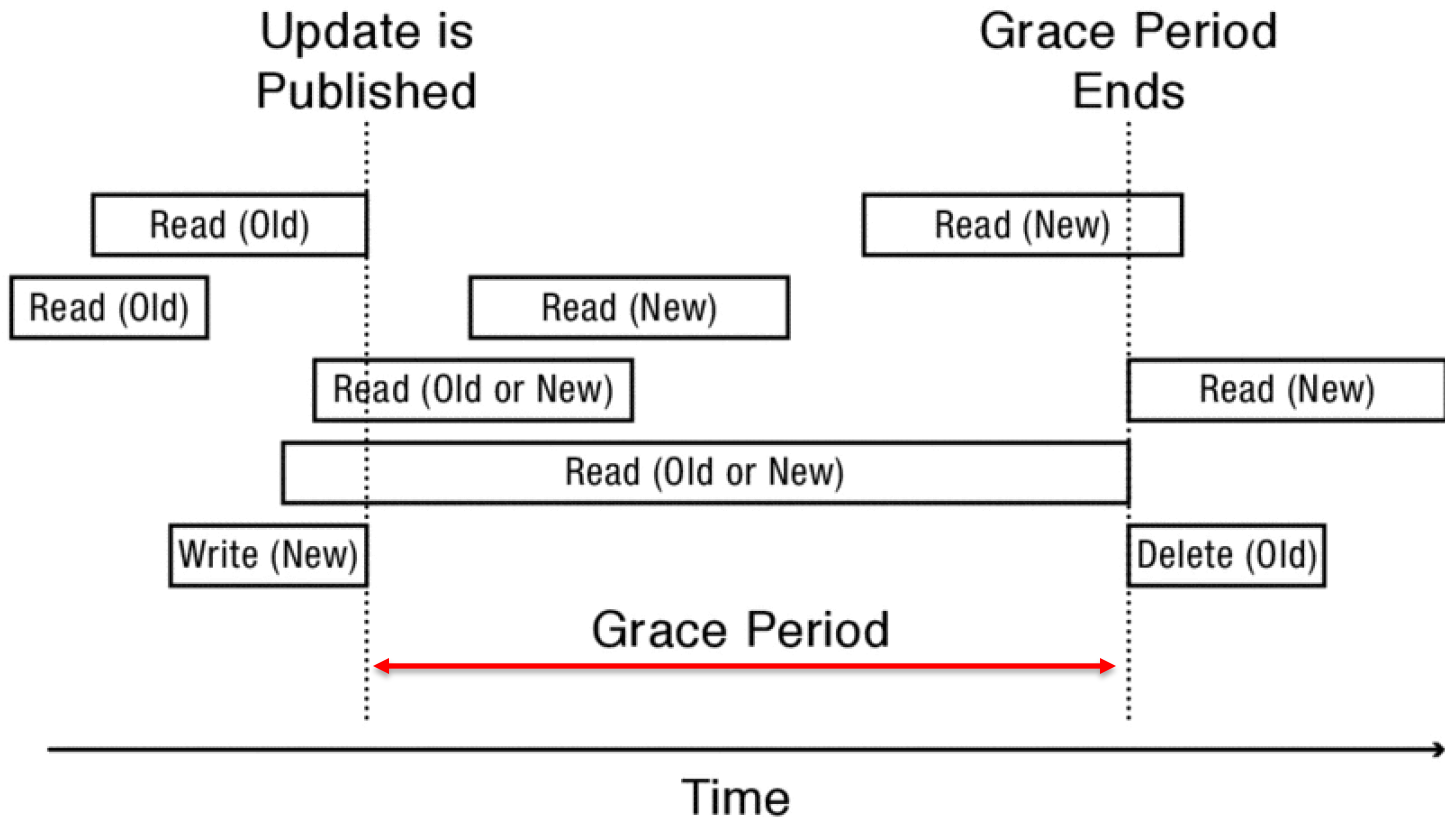 Update is
Published
Grace Period
Ends
Read (Old)
Read (New)
Read (Old)
Read (New)
Read (Old or New)
Read (New)
Read (Old or New)
Write (New)
Delete (Old)
Grace Period
Time